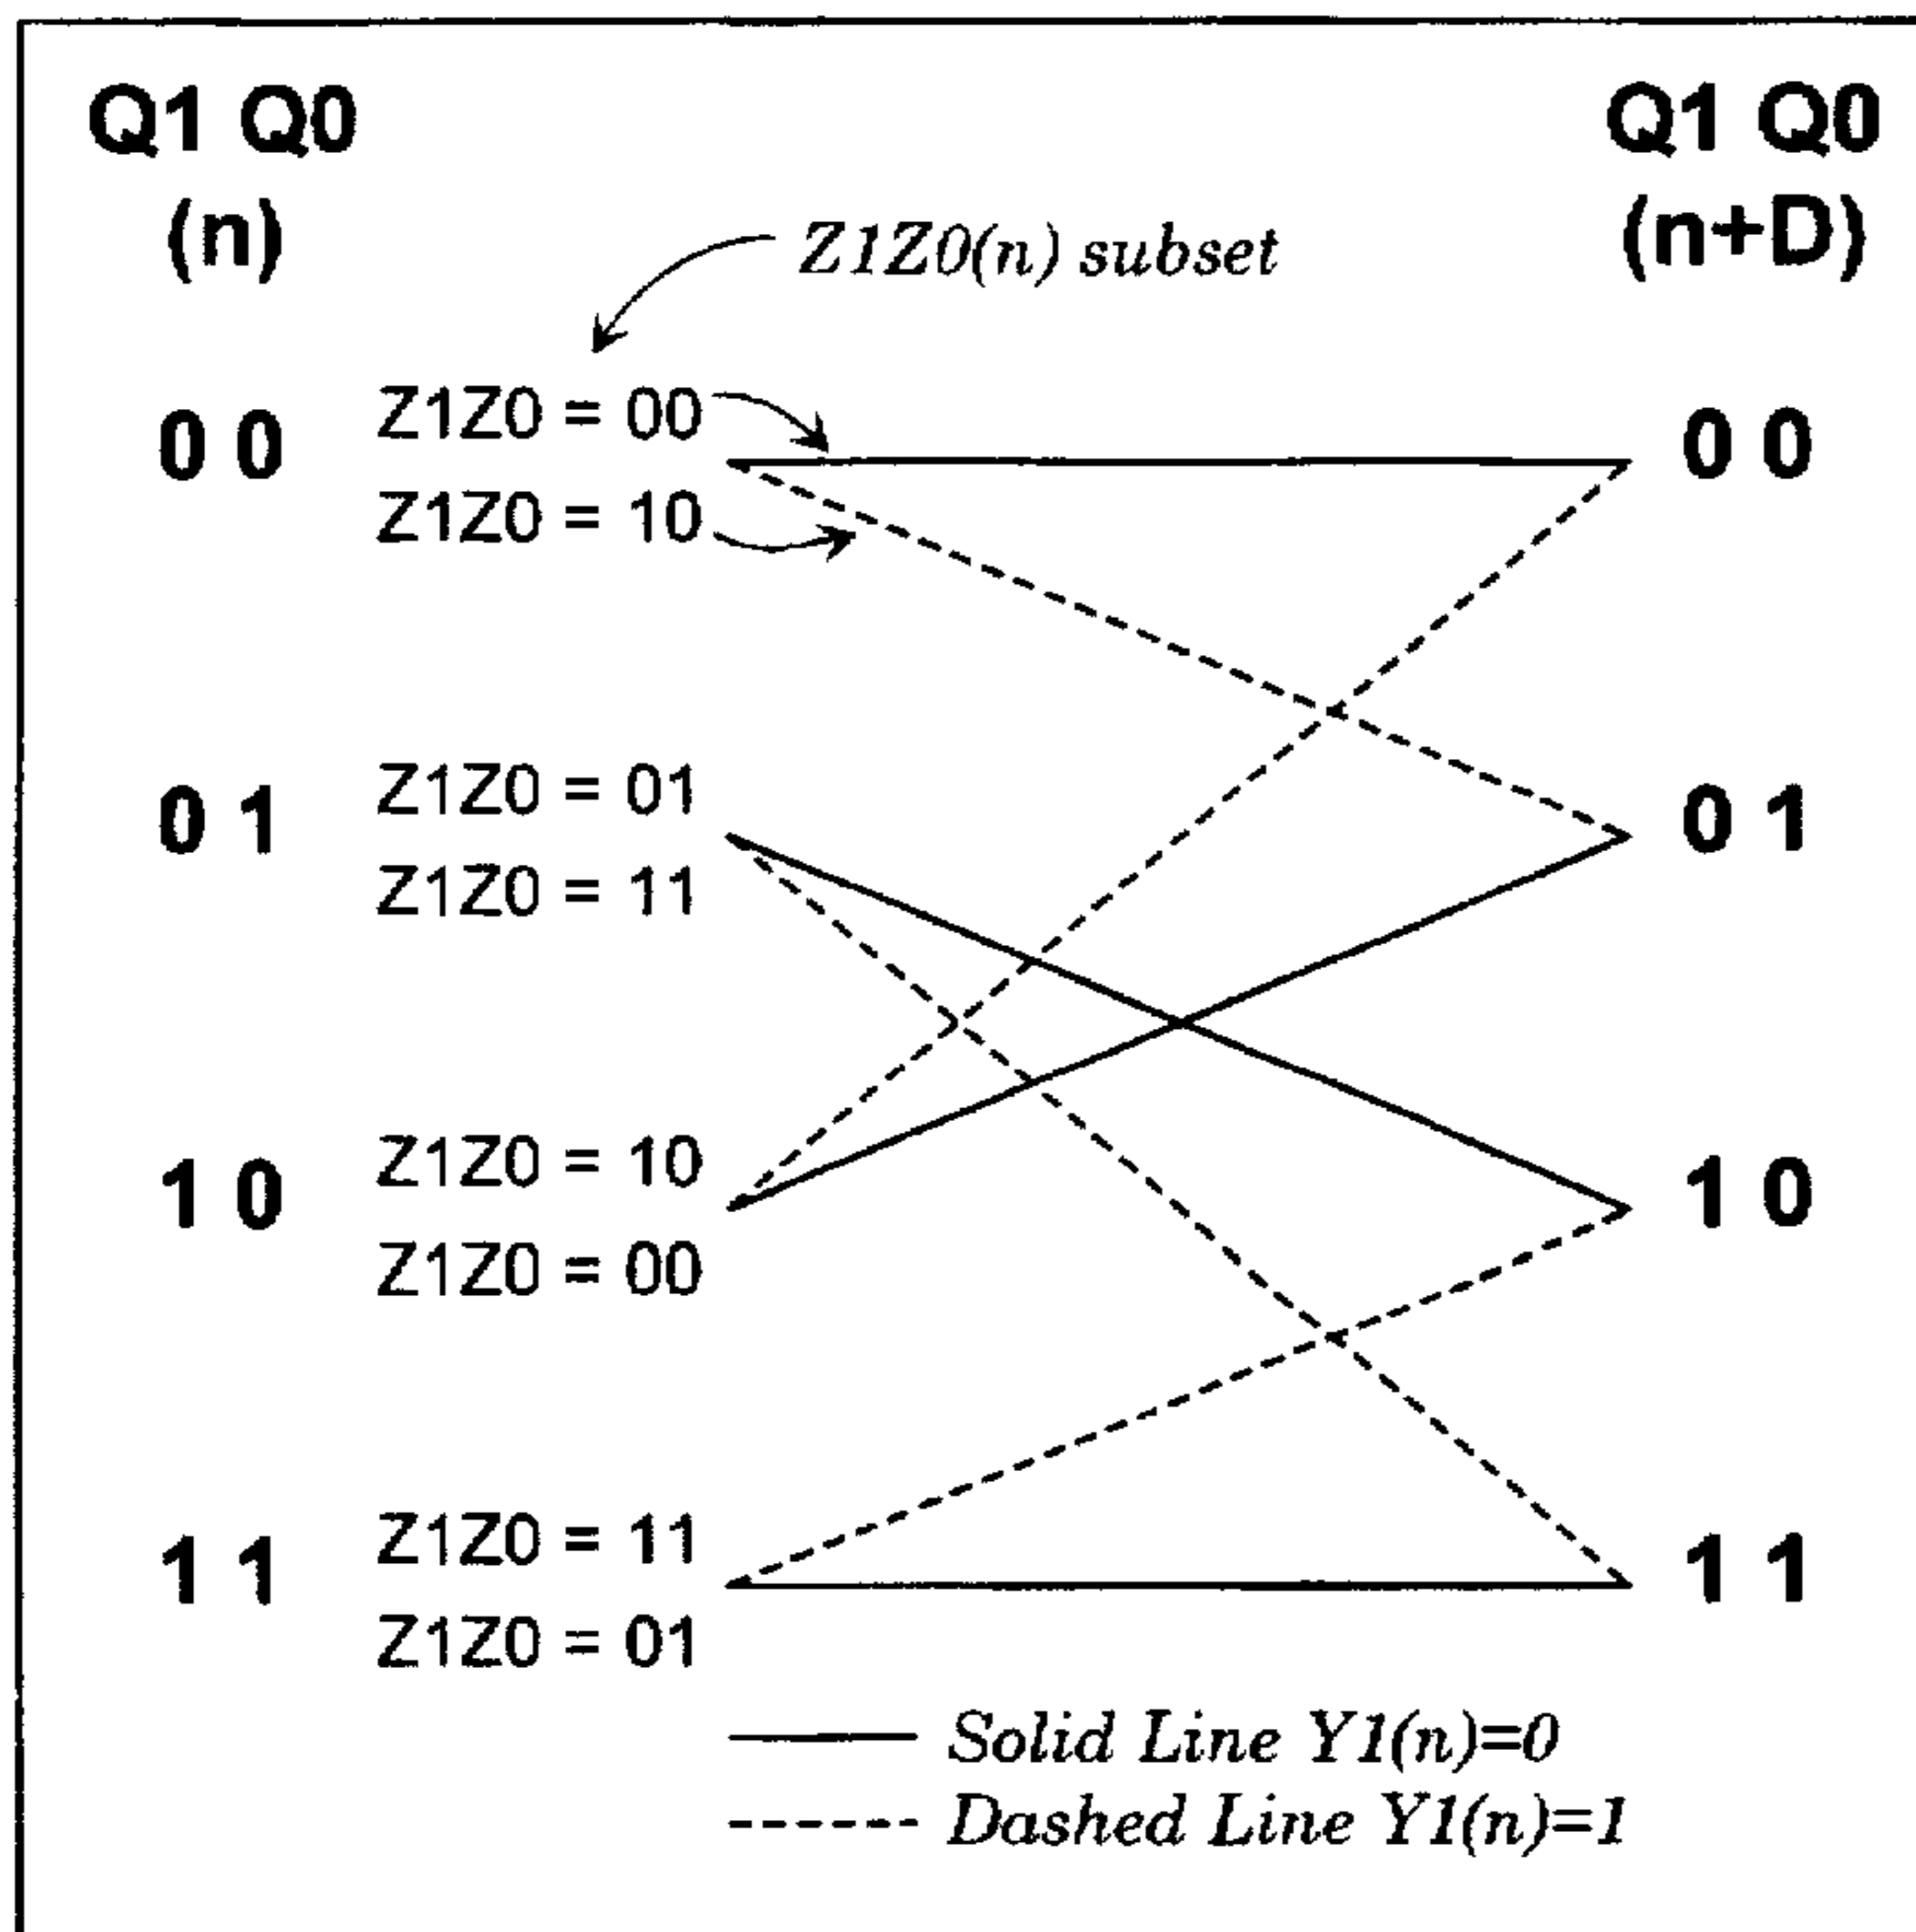 Q1 Q0 Q1 Q0
(n) (n+D)
Z1Z0(n) subset
0 0 Z1Z0 = 00 0 0
Z1Z0 = 10
0 1 Z1Z0 = 01 0 1
Z1Z0 = 11
1 0 Z1Z0 = 10 1 0
Z1Z0 = 00
1 1 Z1Z0 = 11 1 1
Z1Z0 = 01
Solid Line Y1(n)=0
Dashed Line Y1(n)=1